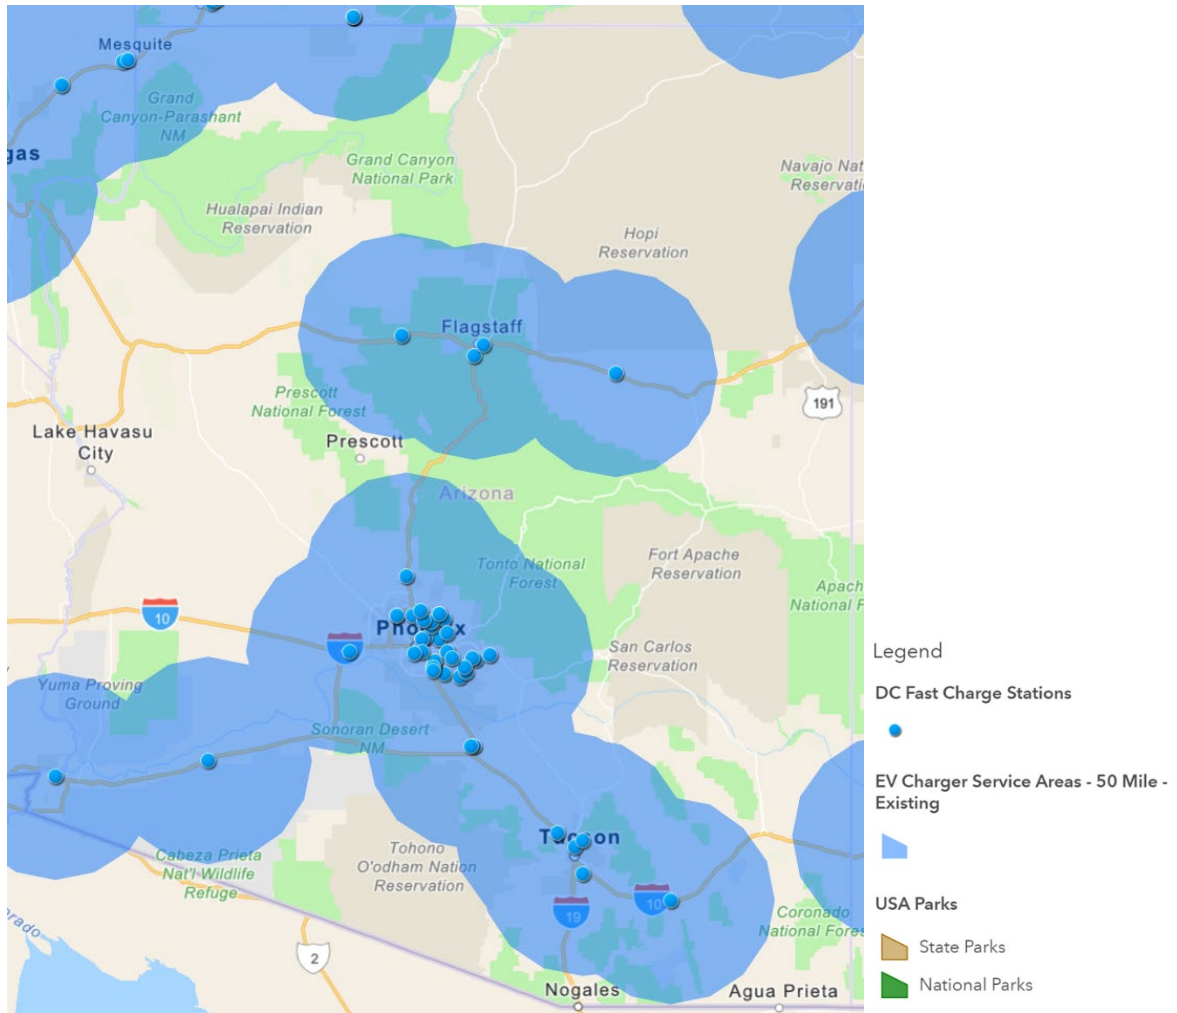 Mesquite
Grand
Canyon-Parashant
NM
gas
Grand Canyon
National Park
Navajo Nat
Reservati
Hualapai Indian
Reservation
Hopi
Reservation
Flagstaff
Prescott
National Forest
191
Lake Havasu
City
Prescott
Arizona
Tonto National
Forest
Fort Apache
Reservation
Apach
National F
10
Phoenix
San Carlos
Reservation
Yuma Proving
Ground
Sonoran Desert
NM
Tucson
Cabeza Prieta
Nat'l Wildlife
Refuge
Tohono
O'odham Nation
Reservation
10
19
Coronado
National Fores
orado
2
Nogales
Agua Prieta
Legend
DC Fast Charge Stations
EV Charger Service Areas - 50 Mile -
Existing
USA Parks
State Parks
National Parks